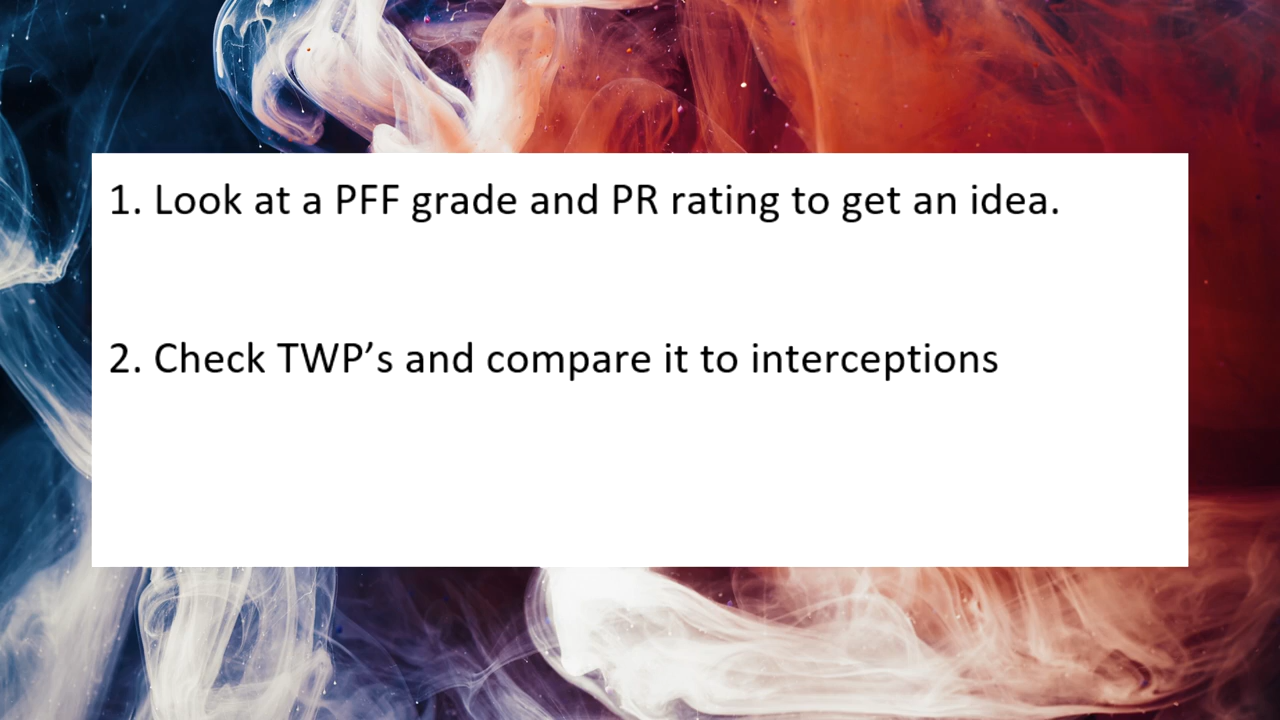 1. Look at a PFF grade and PR rating to get an idea.
2. Check TWP’s and compare it to interceptions